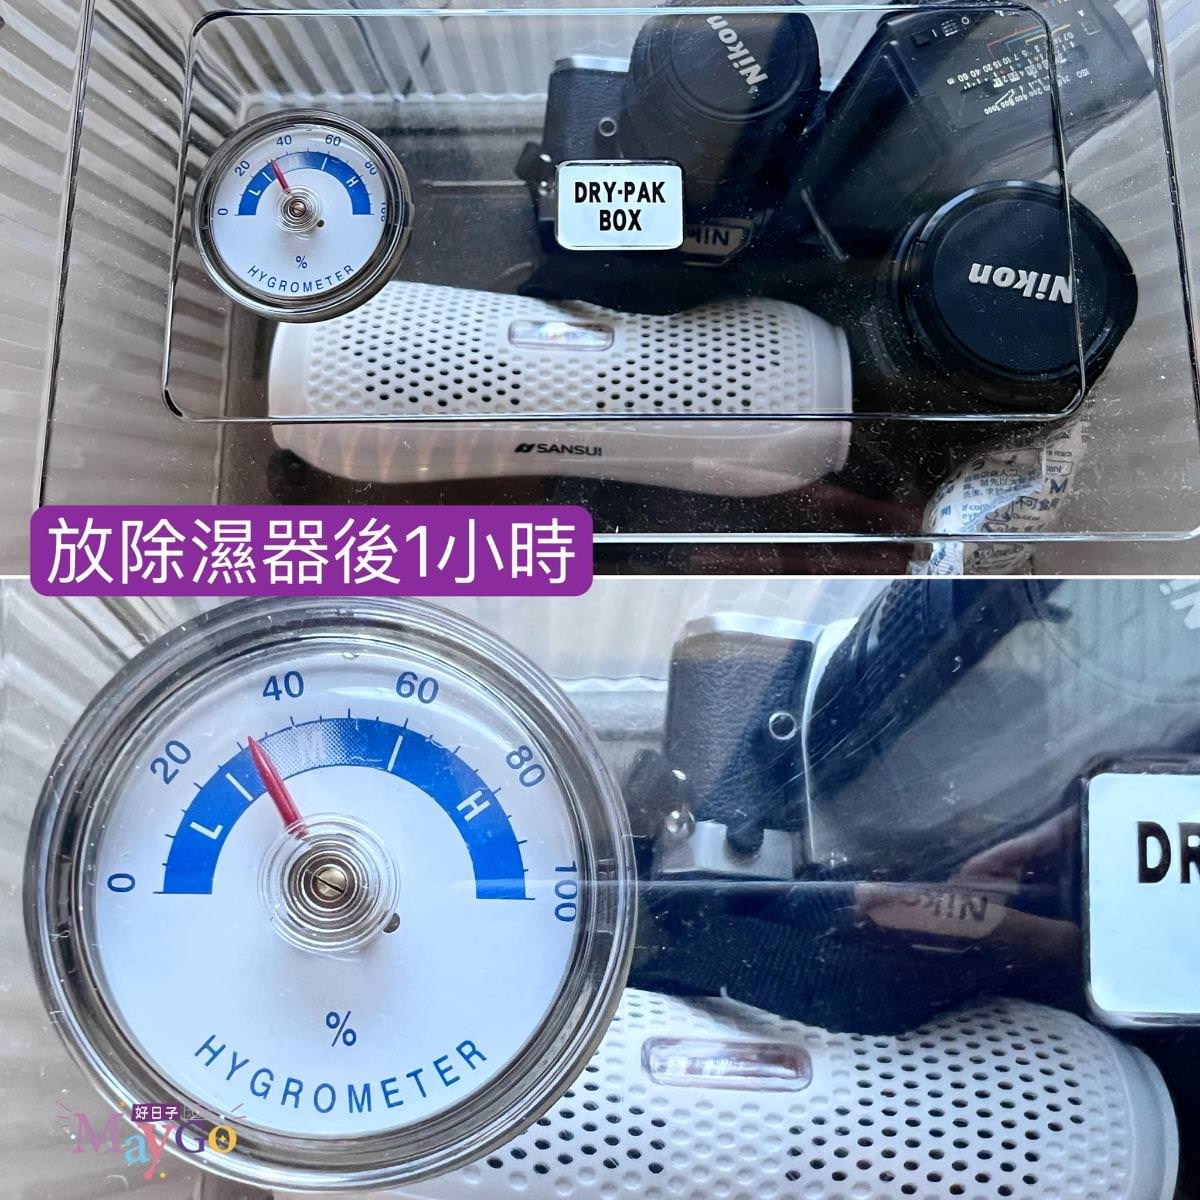 Nikon
DRY-PAK
BOX
0 20 40 60 80 100
L H
%
HYGROMETER
Nikon
SANSUI
放除濕器後1小時
0 20 40 60 80 100
L M H
%
HYGROMETER
DR
好日子
MayGo